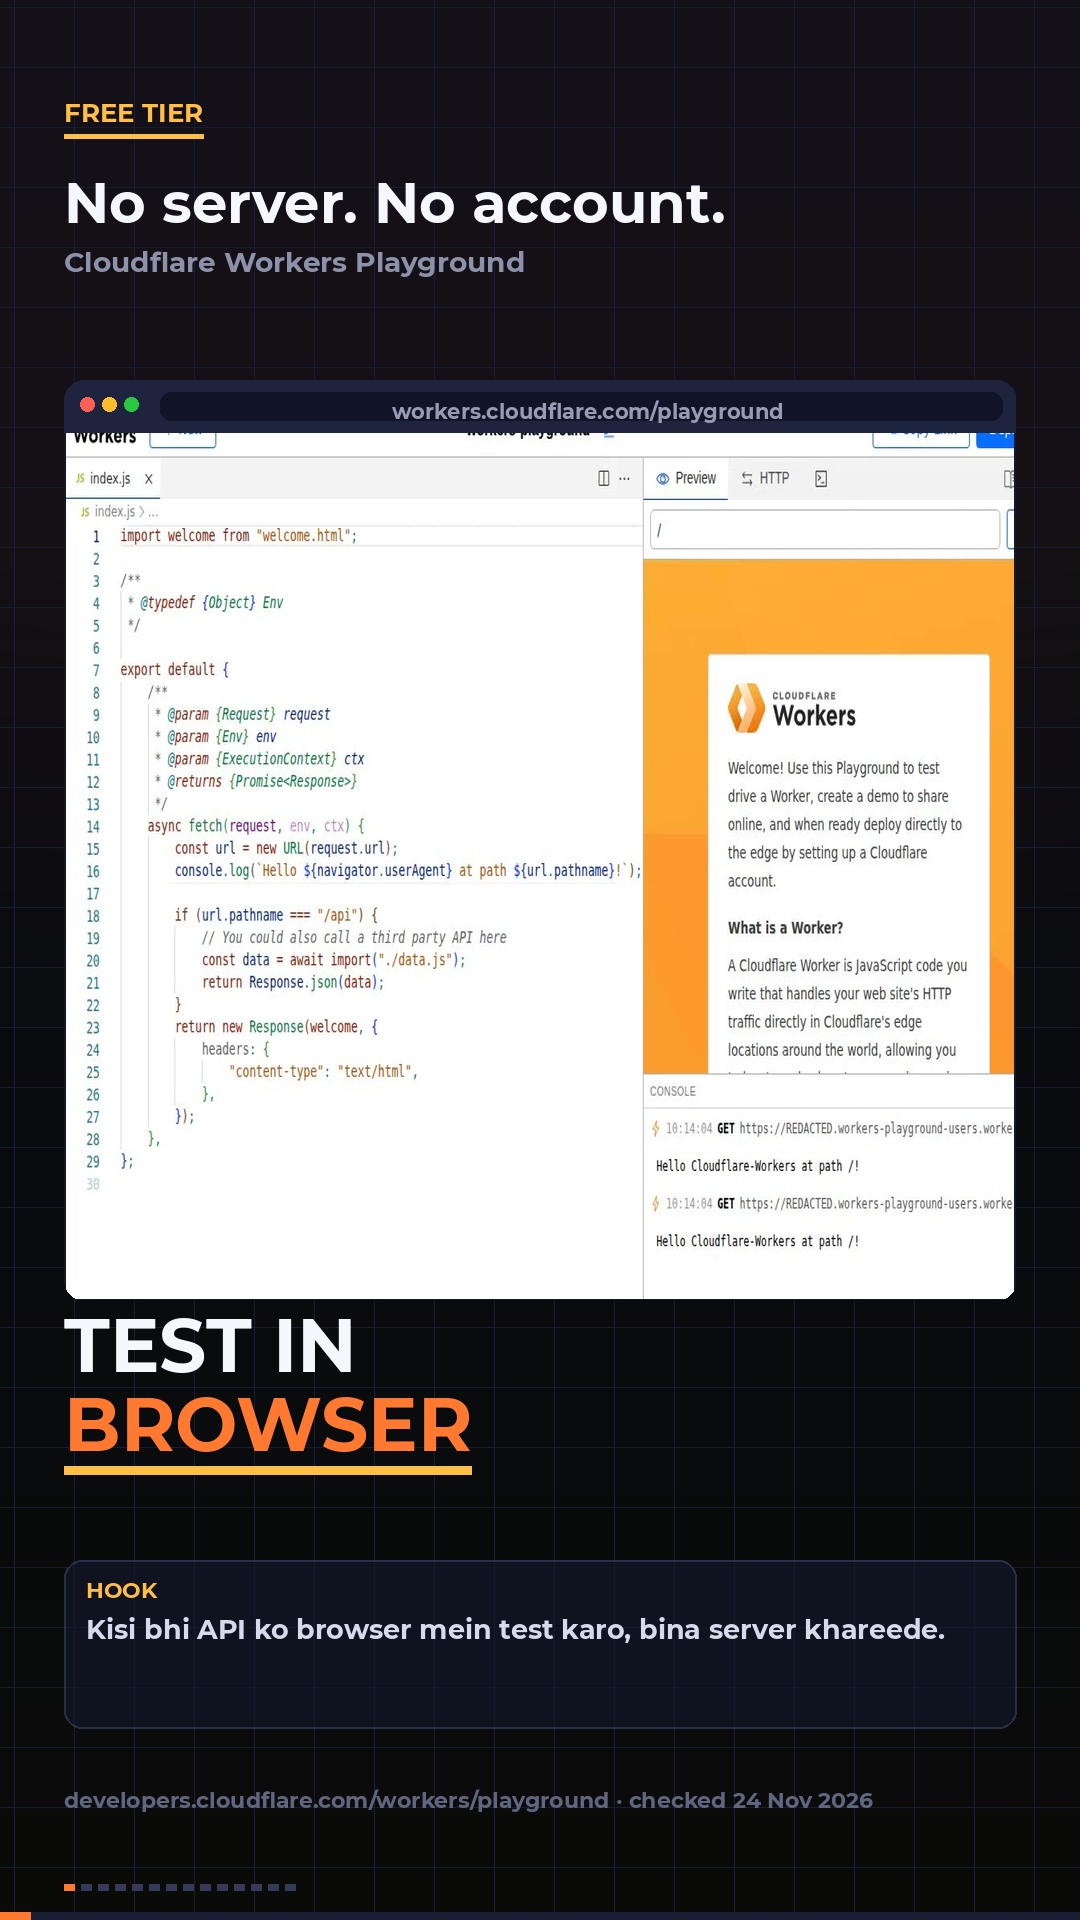 FREE TIER
No server. No account.
Cloudflare Workers Playground
workers.cloudflare.com/playground
Workers
JS index.js X
...
Preview
HTTP
JS index.js > ...
/
1 import welcome from "welcome.html";
2
3 /**
4 * @typedef {Object} Env
5 */
6
7 export default {
8 /**
9 * @param {Request} request
10 * @param {Env} env
11 * @param {ExecutionContext} ctx
12 * @returns {Promise<Response>}
13 */
14 async fetch(request, env, ctx) {
15 const url = new URL(request.url);
16 console.log(`Hello ${navigator.userAgent} at path ${url.pathname}!`);
17
18 if (url.pathname === "/api") {
19 // You could also call a third party API here
20 const data = await import("./data.js");
21 return Response.json(data);
22 }
23 return new Response(welcome, {
24 headers: {
25 "content-type": "text/html",
26 },
27 });
28 },
29 };
30
CLOUDFLARE
Workers
Welcome! Use this Playground to test
drive a Worker, create a demo to share
online, and when ready deploy directly to
the edge by setting up a Cloudflare
account.
What is a Worker?
A Cloudflare Worker is JavaScript code you
write that handles your web site's HTTP
traffic directly in Cloudflare's edge
locations around the world, allowing you
CONSOLE
10:14:04 GET https://REDACTED.workers-playground-users.worke
Hello Cloudflare-Workers at path /!
10:14:04 GET https://REDACTED.workers-playground-users.worke
Hello Cloudflare-Workers at path /!
TEST IN
BROWSER
HOOK
Kisi bhi API ko browser mein test karo, bina server khareede.
developers.cloudflare.com/workers/playground · checked 24 Nov 2026